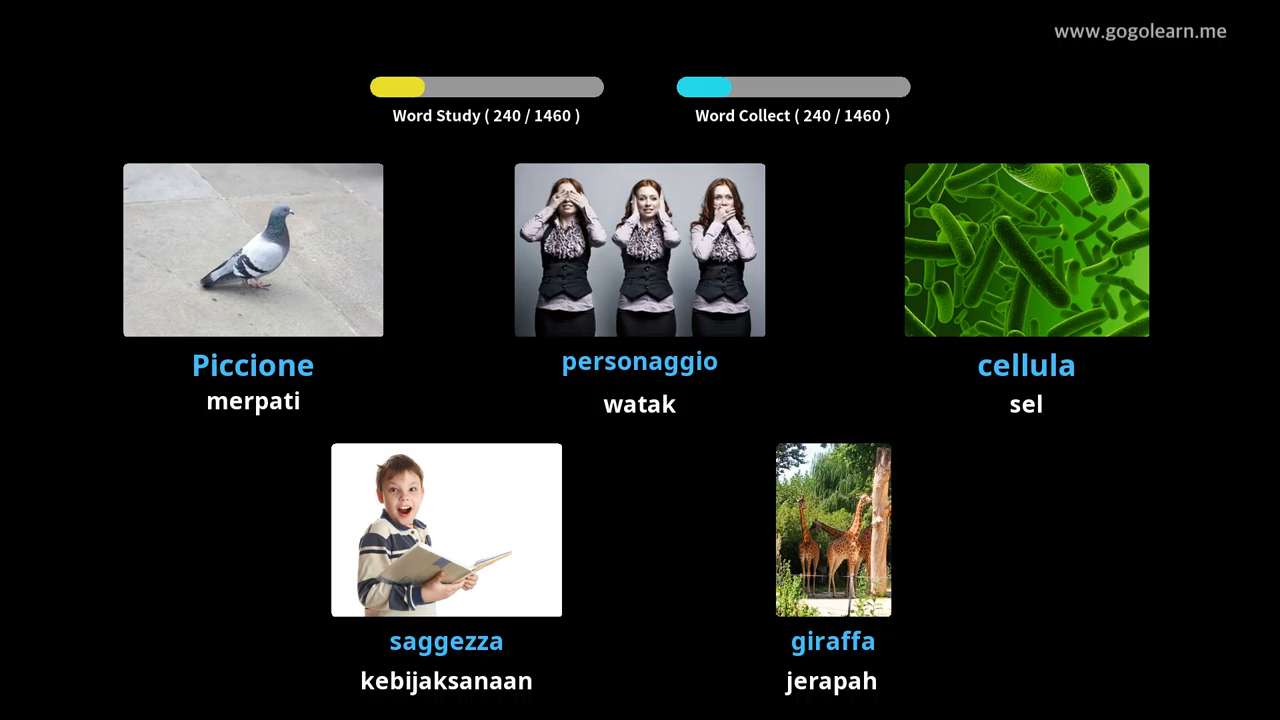 www.gogolearn.me
Word Study ( 240 / 1460 )
Word Collect ( 240 / 1460 )
Piccione
merpati
personaggio
watak
cellula
sel
saggezza
kebijaksanaan
giraffa
jerapah